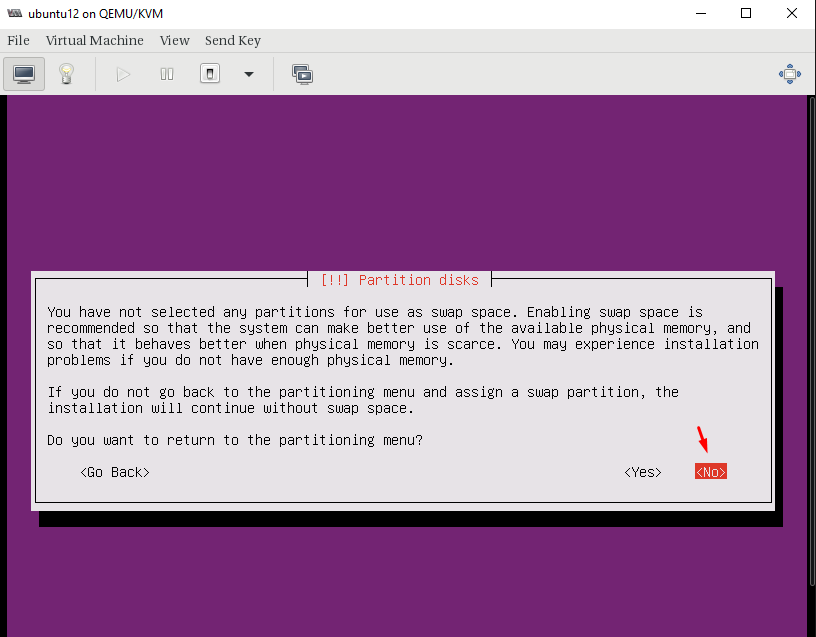 ubuntu12 on QEMU/KVM
File Virtual Machine View Send Key
[!!] Partition disks
You have not selected any partitions for use as swap space. Enabling swap space is
recommended so that the system can make better use of the available physical memory, and
so that it behaves better when physical memory is scarce. You may experience installation
problems if you do not have enough physical memory.
If you do not go back to the partitioning menu and assign a swap partition, the
installation will continue without swap space.
Do you want to return to the partitioning menu?
<Go Back> <Yes> <No>